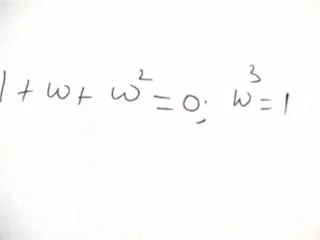 1 + ω + ω² = 0; ω³ = 1